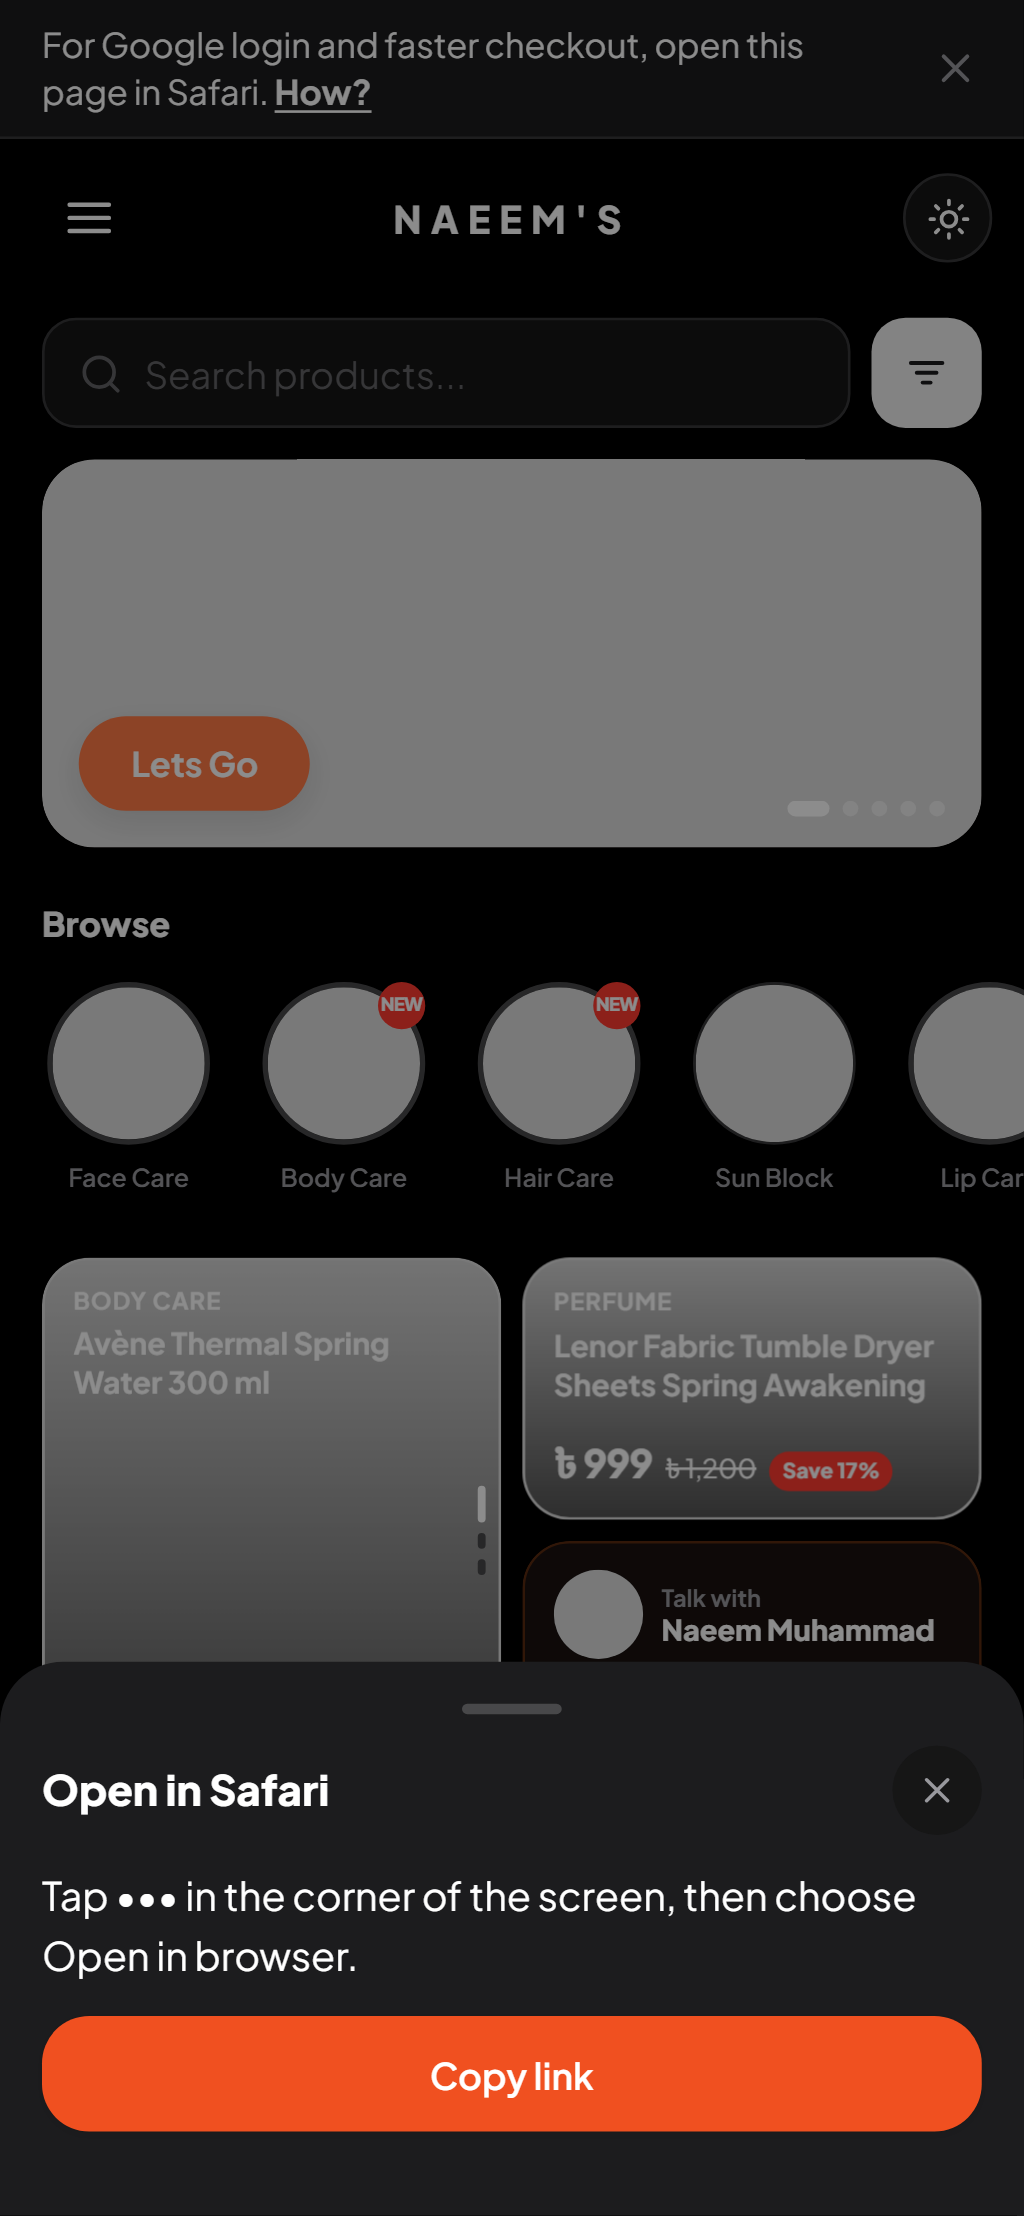 For Google login and faster checkout, open this
page in Safari. How?
NAEEM'S
Search products...
Lets Go
Browse
NEW
NEW
Face Care
Body Care
Hair Care
Sun Block
Lip Car
BODY CARE
Avène Thermal Spring
Water 300 ml
PERFUME
Lenor Fabric Tumble Dryer
Sheets Spring Awakening
৳ 999 ৳ 1,200 Save 17%
Talk with
Naeem Muhammad
Open in Safari
Tap ••• in the corner of the screen, then choose
Open in browser.
Copy link